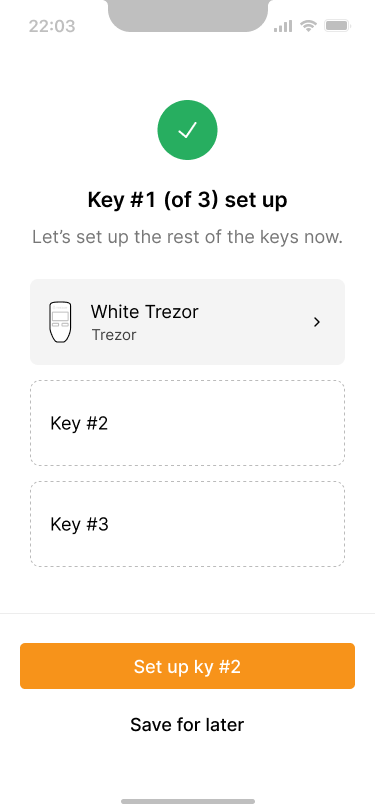 22:03
Key #1 (of 3) set up
Let’s set up the rest of the keys now.
White Trezor
Trezor
Key #2
Key #3
Set up ky #2
Save for later